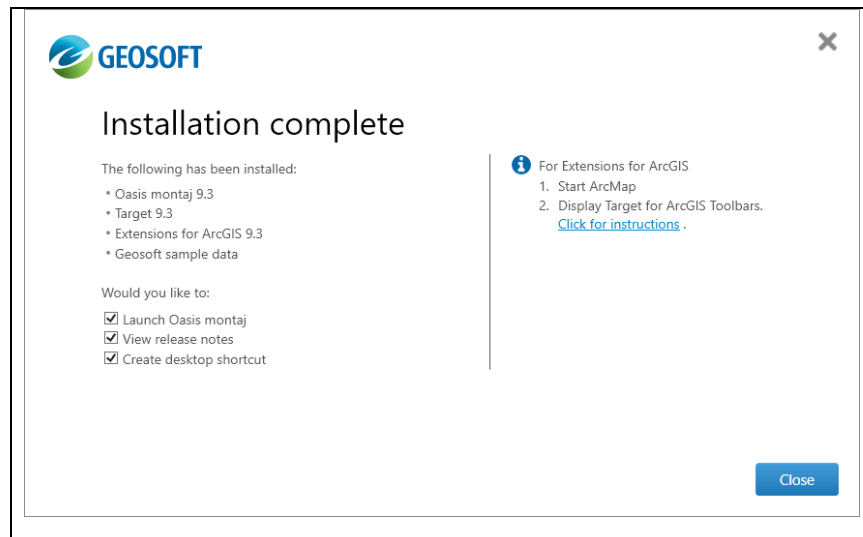 GEOSOFT
Installation complete
The following has been installed:
• Oasis montaj 9.3
• Target 9.3
• Extensions for ArcGIS 9.3
• Geosoft sample data
Would you like to:
Launch Oasis montaj
View release notes
Create desktop shortcut
For Extensions for ArcGIS
1. Start ArcMap
2. Display Target for ArcGIS Toolbars.
Click for instructions .
Close